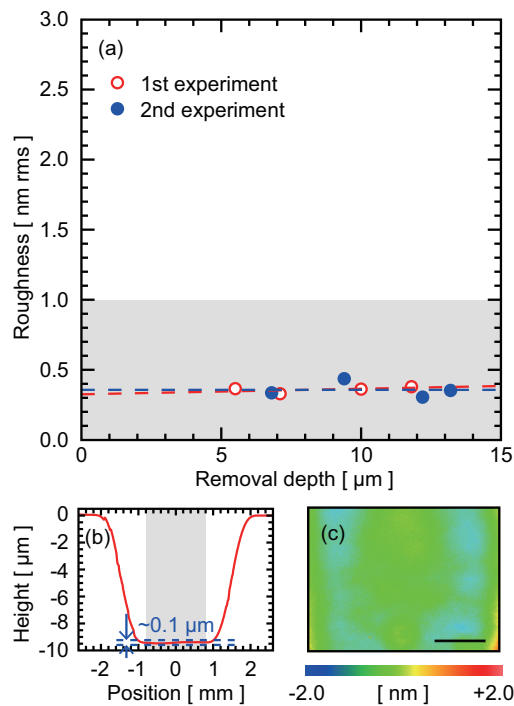 3.0
2.5
2.0
1.5
1.0
0.5
0.0
Roughness [ nm rms ]
(a)
1st experiment
2nd experiment
0 5 10 15
Removal depth [ µm ]
0
-2
-4
-6
-8
-10
Height [ µm ]
(b)
~0.1 µm
-2 -1 0 1 2
Position [ mm ]
(c)
-2.0 [ nm ] +2.0